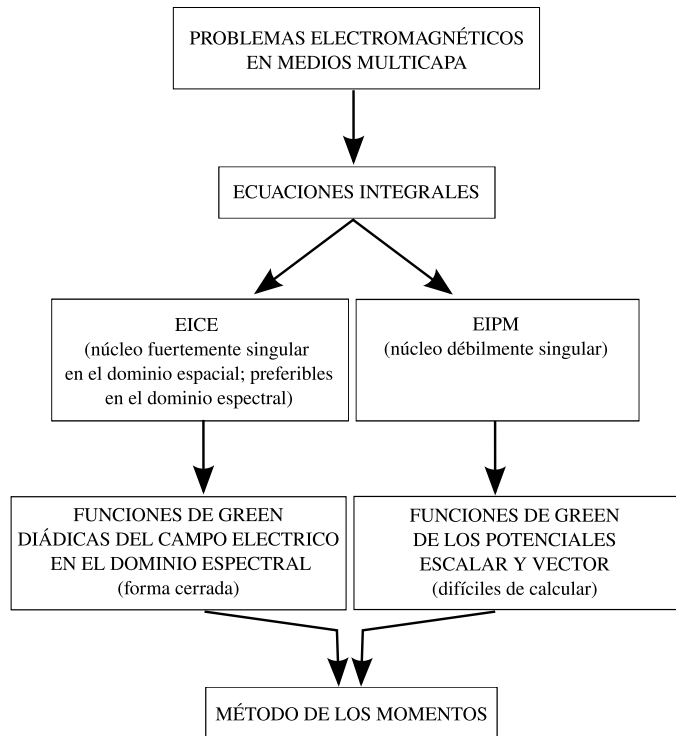 PROBLEMAS ELECTROMAGNÉTICOS
EN MEDIOS MULTICAPA
ECUACIONES INTEGRALES
EICE
(núcleo fuertemente singular
en el dominio espacial; preferibles
en el dominio espectral)
EIPM
(núcleo débilmente singular)
FUNCIONES DE GREEN
DIÁDICAS DEL CAMPO ELECTRICO
EN EL DOMINIO ESPECTRAL
(forma cerrada)
FUNCIONES DE GREEN
DE LOS POTENCIALES
ESCALAR Y VECTOR
(difíciles de calcular)
MÉTODO DE LOS MOMENTOS